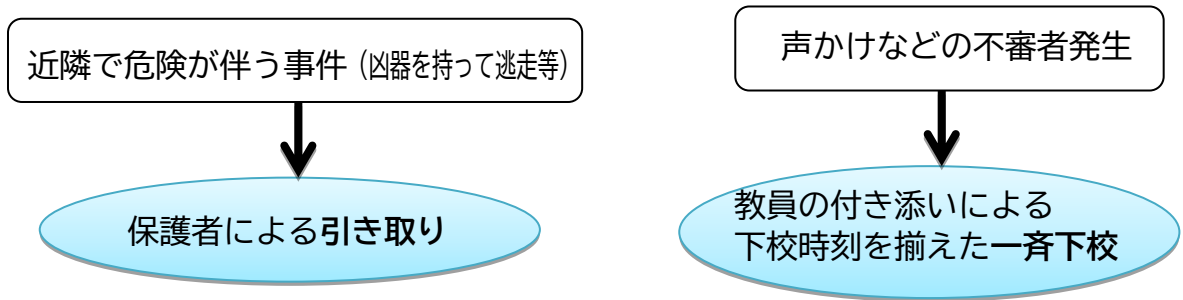 近隣で危険が伴う事件（凶器を持って逃走等）
保護者による引き取り
声かけなどの不審者発生
教員の付き添いによる
下校時刻を揃えた一斉下校